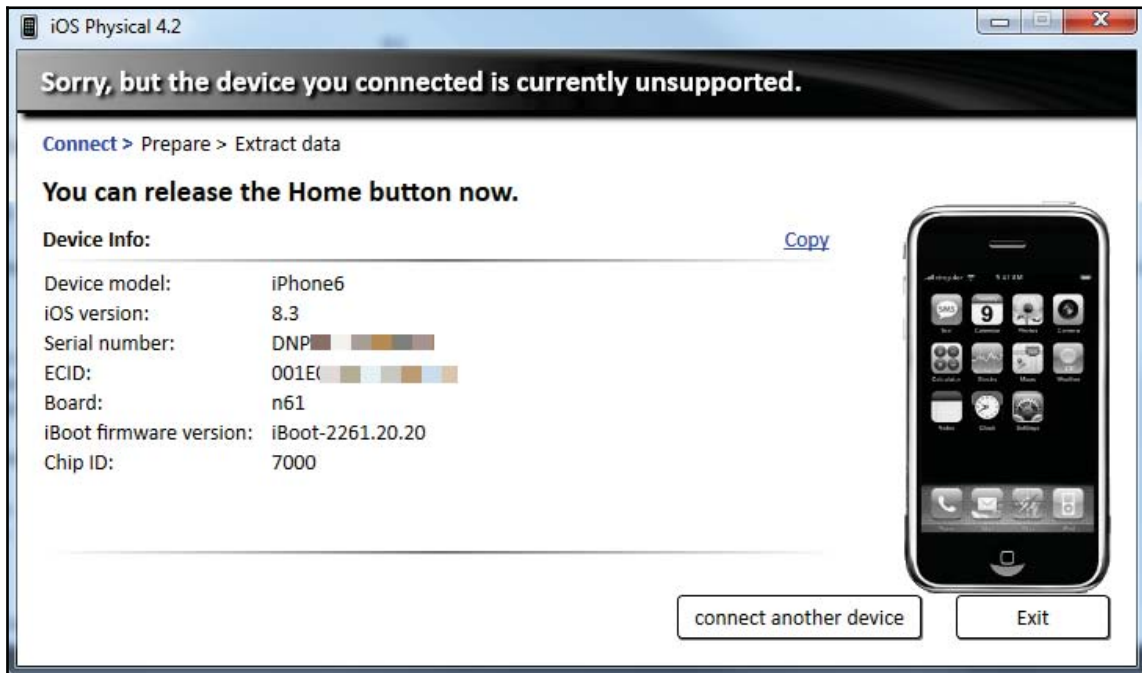 iOS Physical 4.2
Sorry, but the device you connected is currently unsupported.
Connect > Prepare > Extract data
You can release the Home button now.
Device Info:
Copy
Device model: iPhone6
iOS version: 8.3
Serial number: DNP
ECID: 001E
Board: n61
iBoot firmware version: iBoot-2261.20.20
Chip ID: 7000
SMS
9
connect another device
Exit